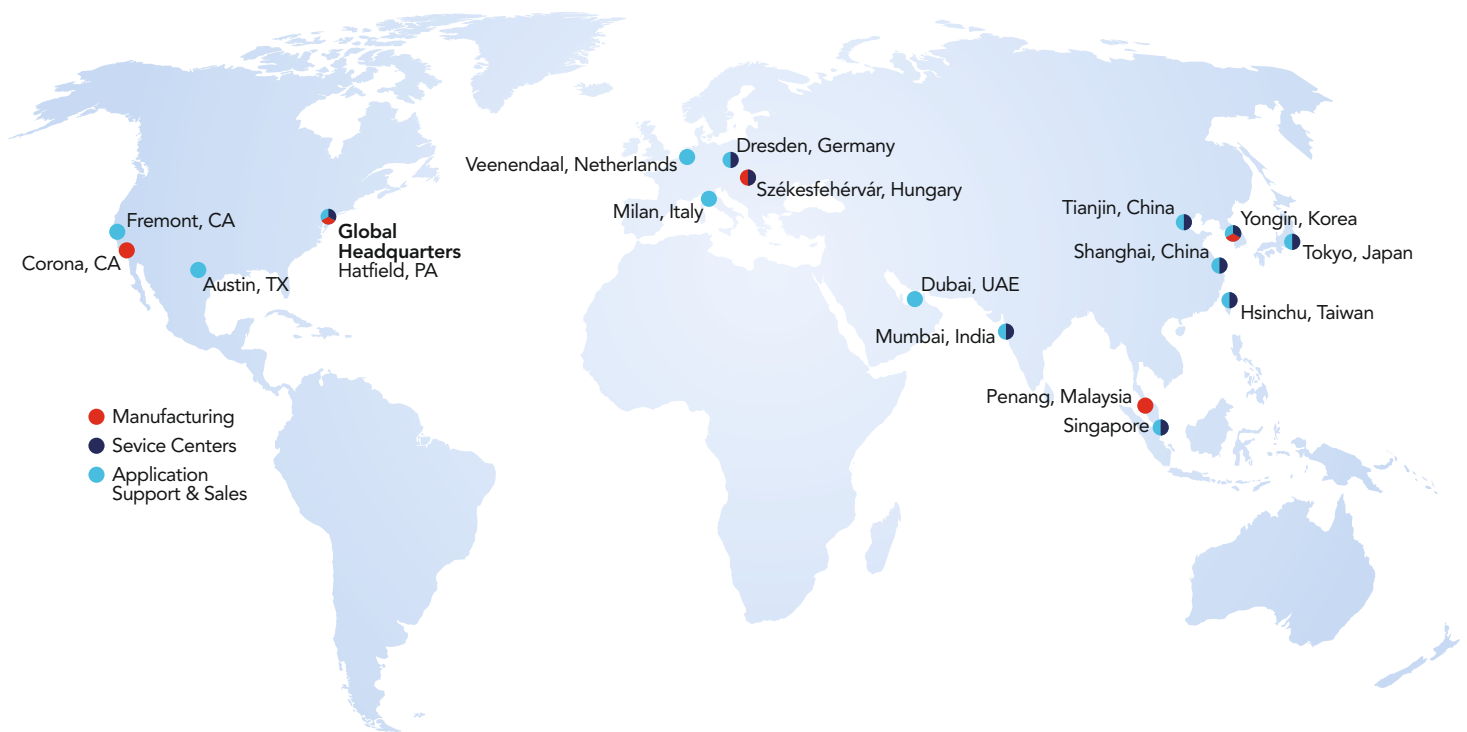 Dresden, Germany
Veenendaal, Netherlands
Székesfehérvár, Hungary
Milan, Italy
Fremont, CA
Global
Headquarters
Hatfield, PA
Corona, CA
Austin, TX
Tianjin, China
Yongin, Korea
Shanghai, China
Tokyo, Japan
Dubai, UAE
Hsinchu, Taiwan
Mumbai, India
Penang, Malaysia
Singapore
Manufacturing
Sevice Centers
Application
Support & Sales